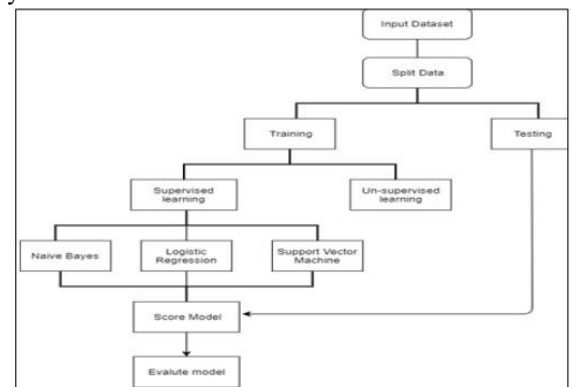 Input Dataset
Split Data
Training
Testing
Supervised
learning
Un-supervised
learning
Naive Bayes
Logistic
Regression
Support Vector
Machine
Score Model
Evalute model